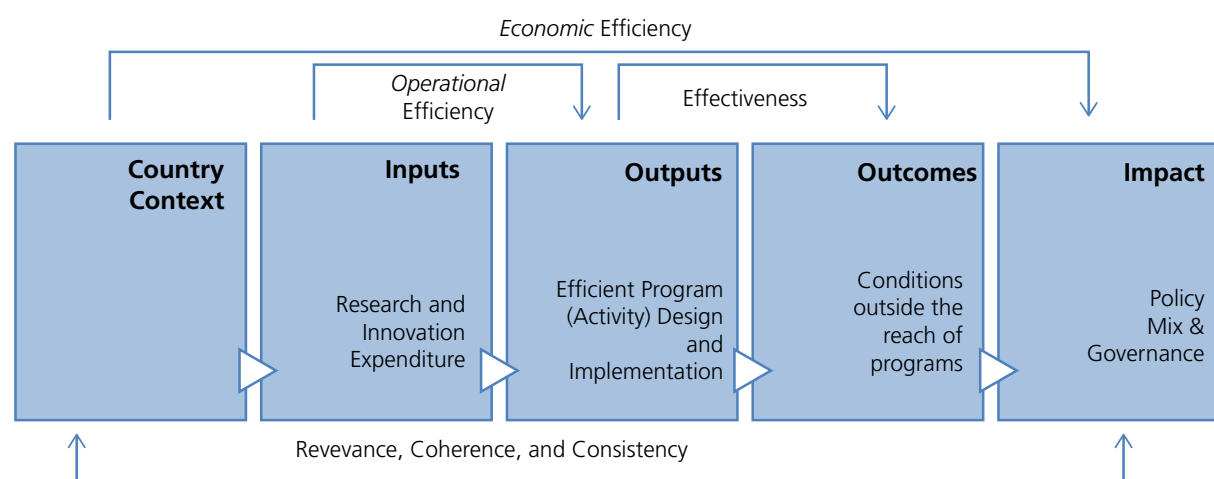 Economic Efficiency
Operational
Efficiency
Effectiveness
Country
Context
Inputs
Research and
Innovation
Expenditure
Outputs
Efficient Program
(Activity) Design
and
Implementation
Outcomes
Conditions
outside the
reach of
programs
Impact
Policy
Mix &
Governance
Revevance, Coherence, and Consistency